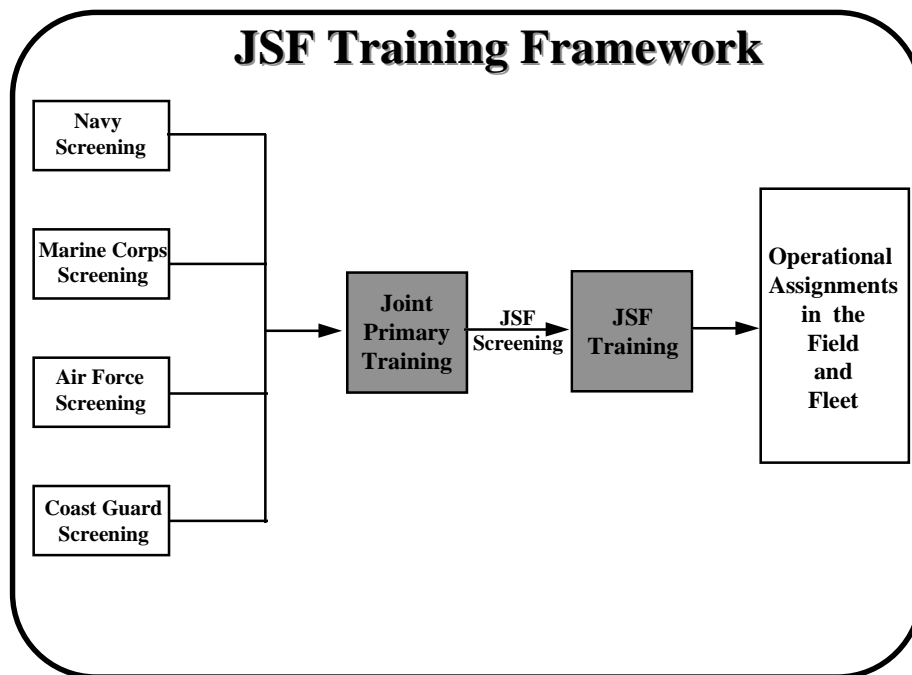 JSF Training Framework
Navy
Screening
Marine Corps
Screening
Air Force
Screening
Coast Guard
Screening
Joint
Primary
Training
JSF
Screening
JSF
Training
Operational
Assignments
in the
Field
and
Fleet